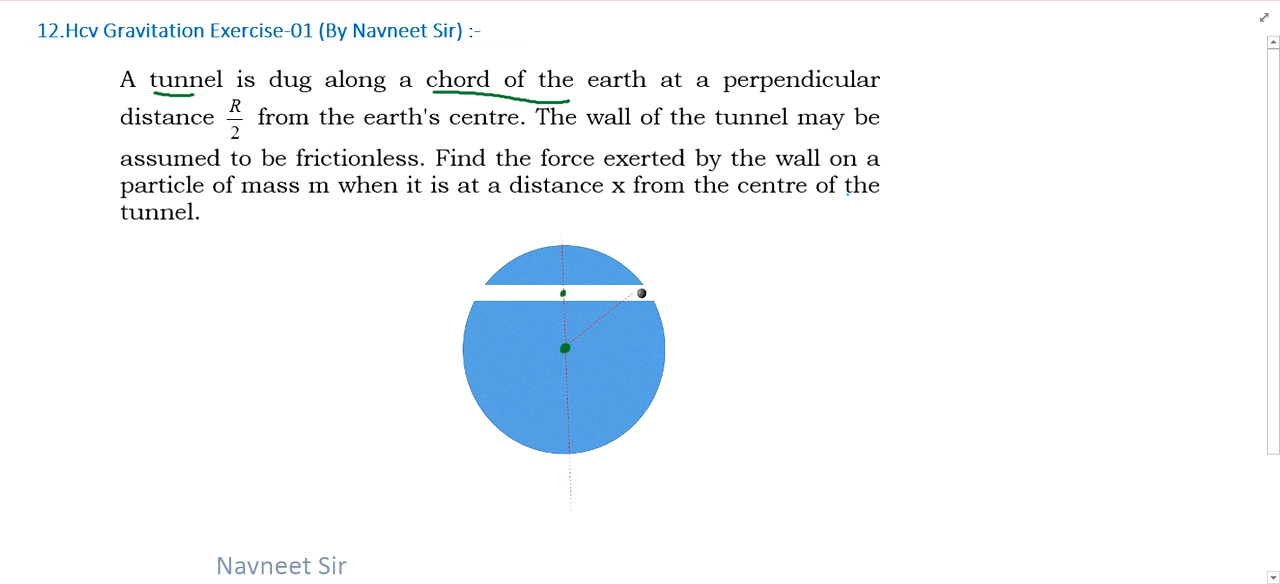 12.Hcv Gravitation Exercise-01 (By Navneet Sir) :-
A tunnel is dug along a chord of the earth at a perpendicular
distance R/2 from the earth's centre. The wall of the tunnel may be
assumed to be frictionless. Find the force exerted by the wall on a
particle of mass m when it is at a distance x from the centre of the
tunnel.
Navneet Sir